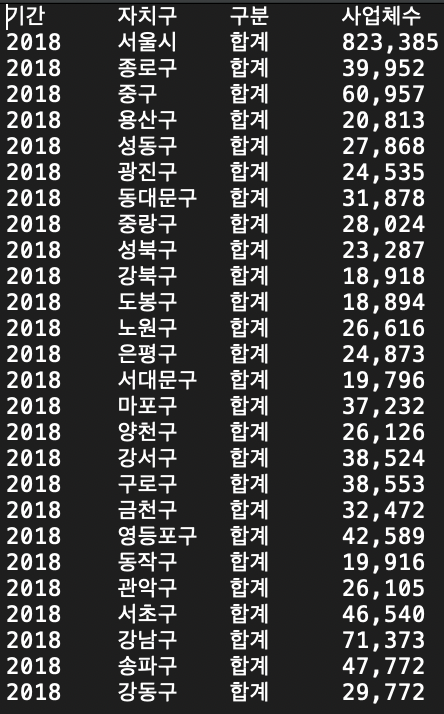 기간 자치구 구분 사업체수
2018 서울시 합계 823,385
2018 종로구 합계 39,952
2018 중구 합계 60,957
2018 용산구 합계 20,813
2018 성동구 합계 27,868
2018 광진구 합계 24,535
2018 동대문구 합계 31,878
2018 중랑구 합계 28,024
2018 성북구 합계 23,287
2018 강북구 합계 18,918
2018 도봉구 합계 18,894
2018 노원구 합계 26,616
2018 은평구 합계 24,873
2018 서대문구 합계 19,796
2018 마포구 합계 37,232
2018 양천구 합계 26,126
2018 강서구 합계 38,524
2018 구로구 합계 38,553
2018 금천구 합계 32,472
2018 영등포구 합계 42,589
2018 동작구 합계 19,916
2018 관악구 합계 26,105
2018 서초구 합계 46,540
2018 강남구 합계 71,373
2018 송파구 합계 47,772
2018 강동구 합계 29,772